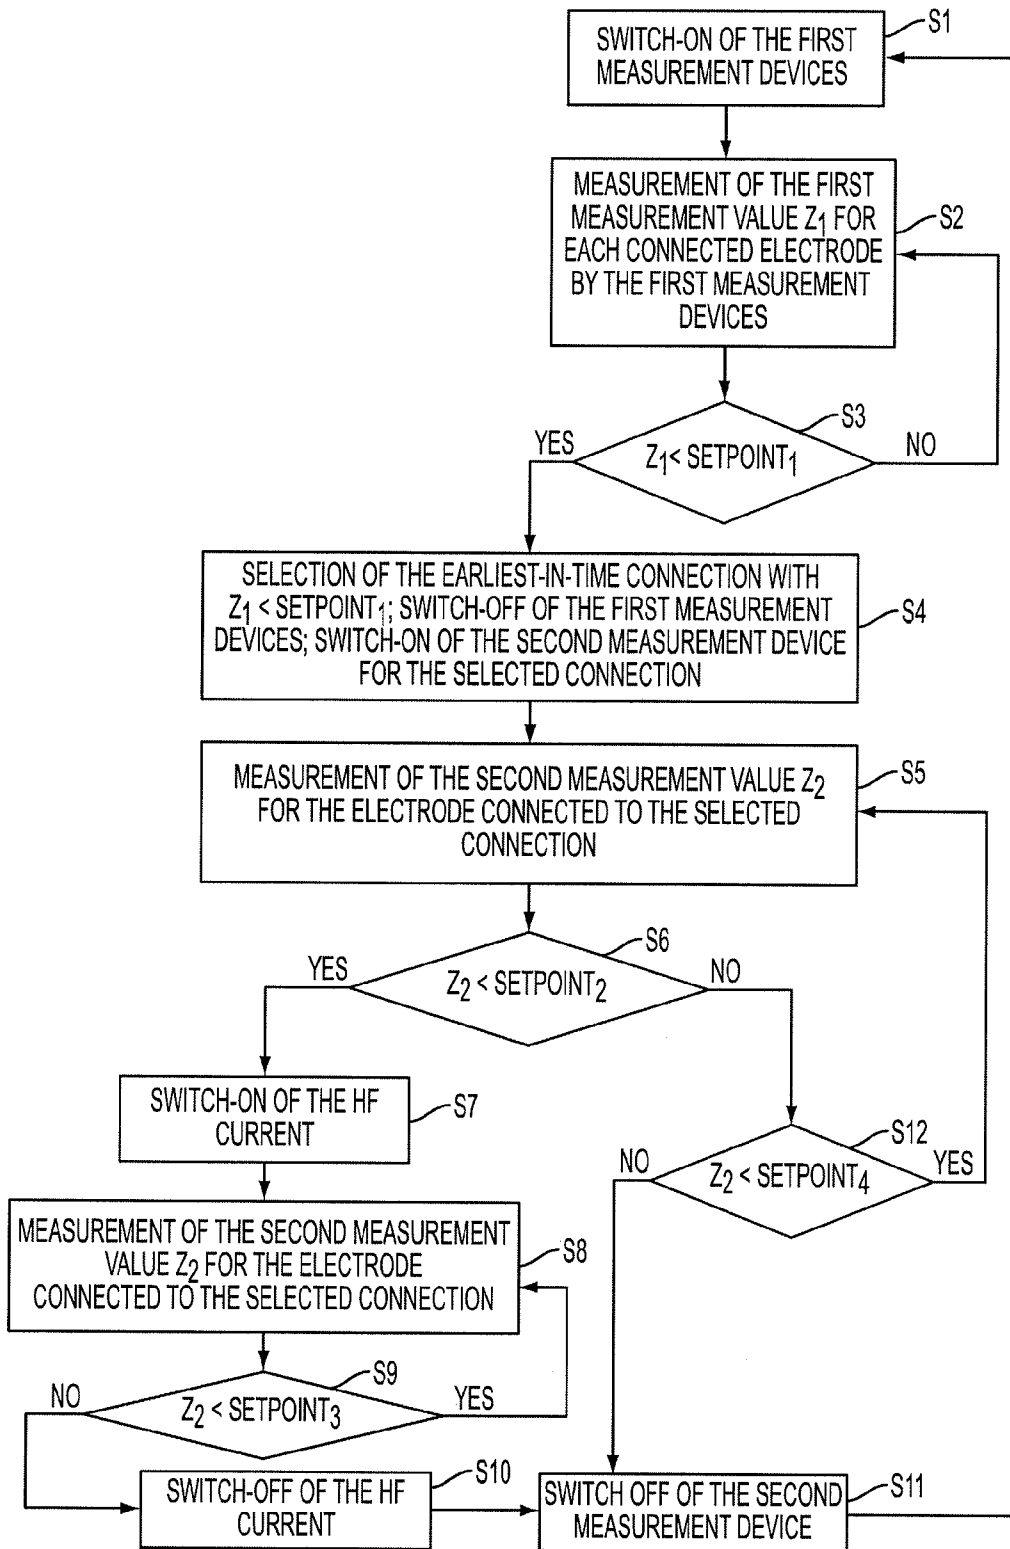 SWITCH-ON OF THE FIRST
MEASUREMENT DEVICES
S1
MEASUREMENT OF THE FIRST
MEASUREMENT VALUE Z1 FOR
EACH CONNECTED ELECTRODE
BY THE FIRST MEASUREMENT
DEVICES
S2
S3
YES
Z1 < SETPOINT1
NO
SELECTION OF THE EARLIEST-IN-TIME CONNECTION WITH
Z1 < SETPOINT1; SWITCH-OFF OF THE FIRST MEASUREMENT
DEVICES; SWITCH-ON OF THE SECOND MEASUREMENT DEVICE
FOR THE SELECTED CONNECTION
S4
MEASUREMENT OF THE SECOND MEASUREMENT VALUE Z2
FOR THE ELECTRODE CONNECTED TO THE SELECTED
CONNECTION
S5
S6
YES
Z2 < SETPOINT2
NO
SWITCH-ON OF THE HF
CURRENT
S7
S12
NO
Z2 < SETPOINT4
YES
MEASUREMENT OF THE SECOND MEASUREMENT
VALUE Z2 FOR THE ELECTRODE
CONNECTED TO THE SELECTED CONNECTION
S8
S9
NO
Z2 < SETPOINT3
YES
SWITCH-OFF OF THE HF
CURRENT
S10
SWITCH OFF OF THE SECOND
MEASUREMENT DEVICE
S11